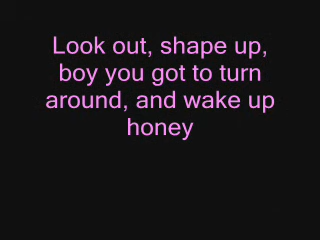 Look out, shape up,
boy you got to turn
around, and wake up
honey